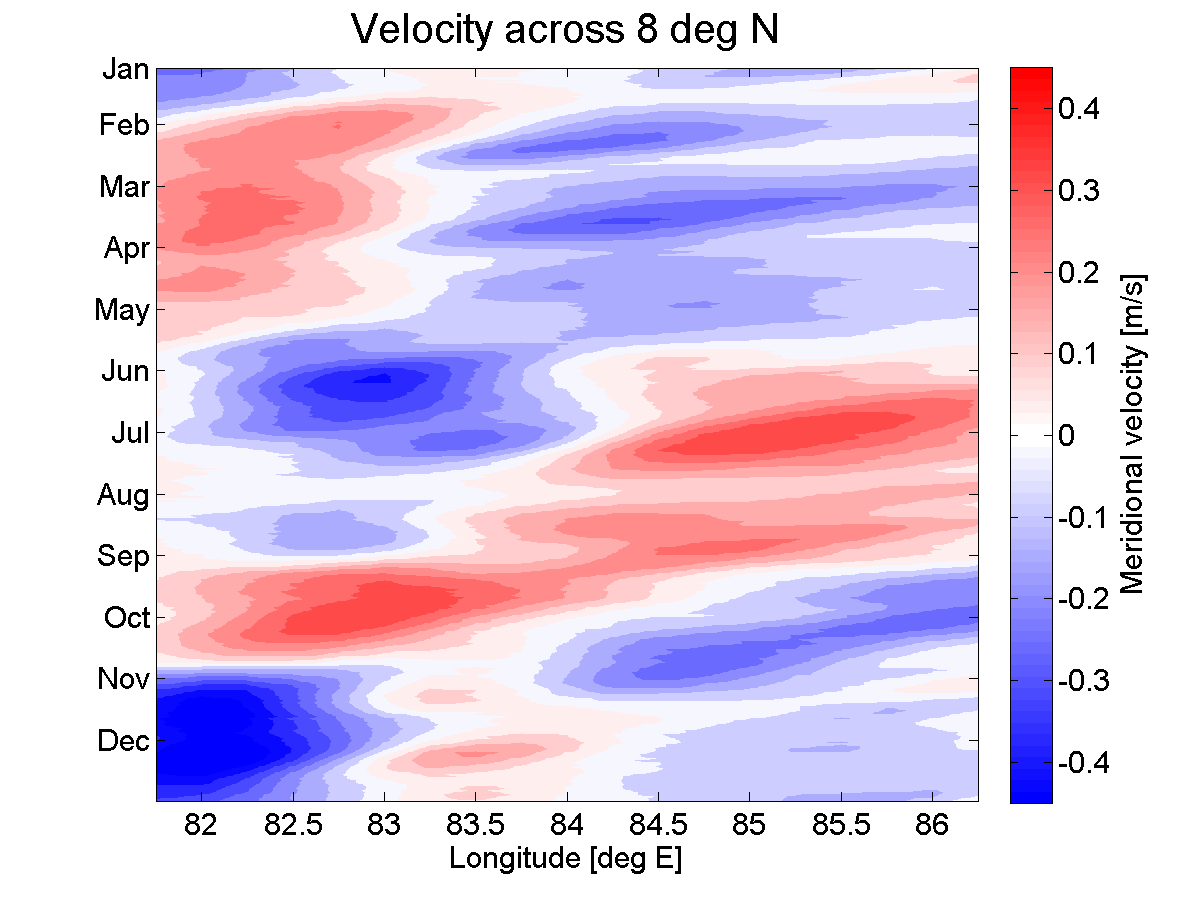 Velocity across 8 deg N
Jan
Feb
Mar
Apr
May
Jun
Jul
Aug
Sep
Oct
Nov
Dec
82 82.5 83 83.5 84 84.5 85 85.5 86
Longitude [deg E]
0.4
0.3
0.2
0.1
0
-0.1
-0.2
-0.3
-0.4
Meridional velocity [m/s]